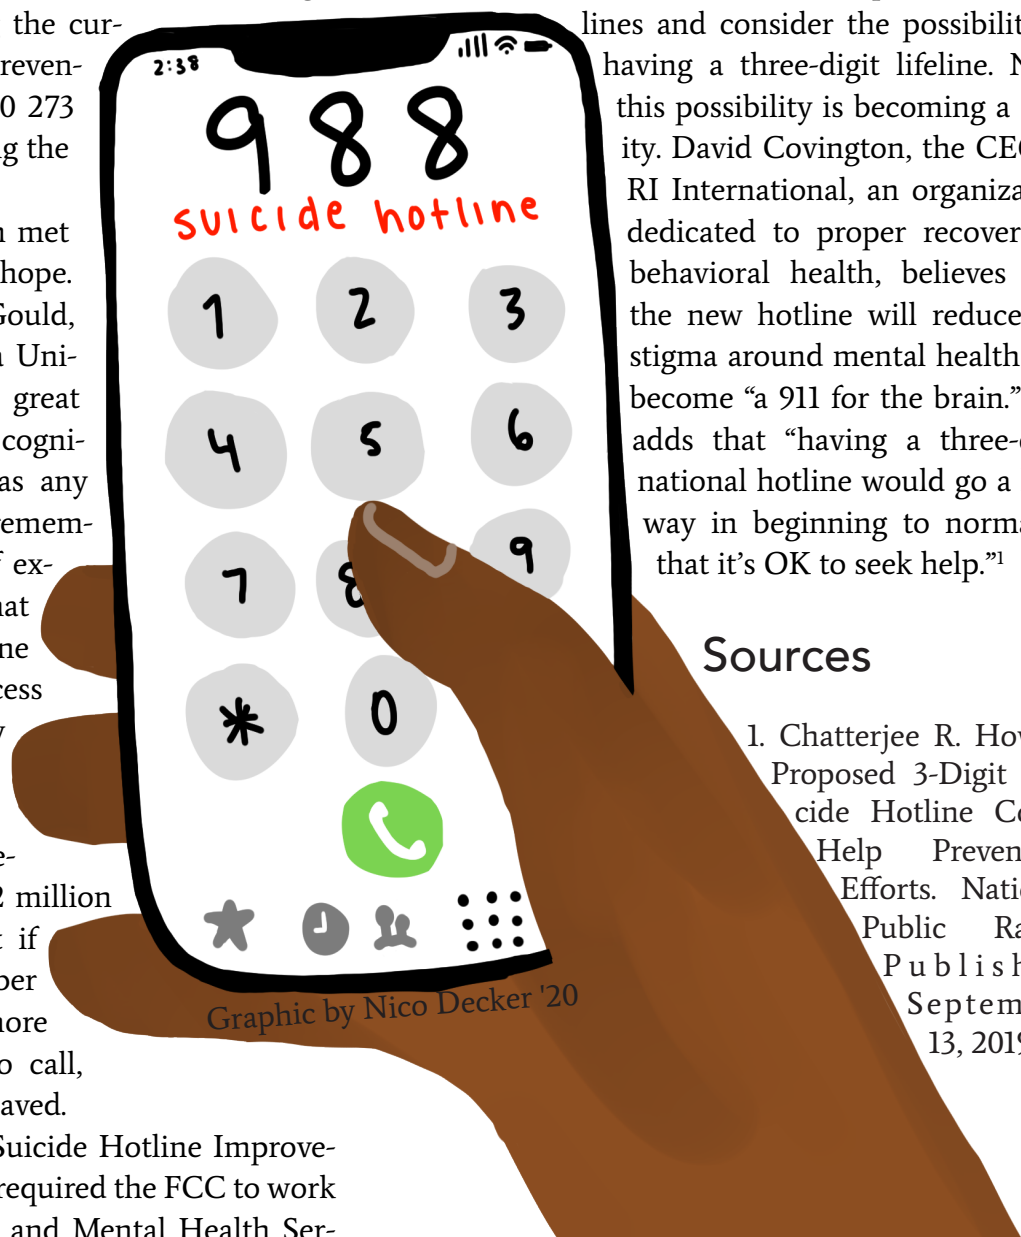 the cur-
reven-
0 273
g the
met
hope.
Gould,
Uni-
great
cogni-
as any
remem-
ex-
hat
ne
cess
e-
2 million
if
ber
more
o call,
aved.
Suicide Hotline Improve-
required the FCC to work
and Mental Health Ser-
2:38
988
suicide hotline
1 2 3
4 5 6
7 8 9
* 0
Graphic by Nico Decker '20
lines and consider the possibilit
having a three-digit lifeline. N
this possibility is becoming a
ity. David Covington, the CEO
RI International, an organiza
dedicated to proper recover
behavioral health, believes
the new hotline will reduce
stigma around mental health
become “a 911 for the brain.”
adds that “having a three-
national hotline would go a
way in beginning to norma
that it's OK to seek help.”1
Sources
1. Chatterjee R. How
Proposed 3-Digit
cide Hotline Co
Help Preven
Efforts. Natio
Public Ra
Publish
Septem
13, 2019